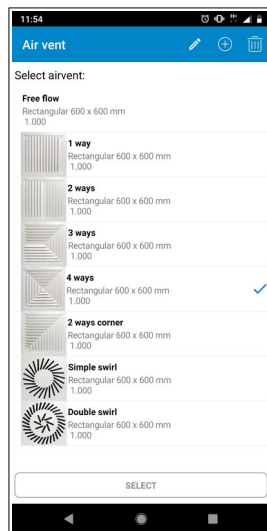 11:54
Air vent
Select airvent:
Free flow
Rectangular 600 x 600 mm
1.000
1 way
Rectangular 600 x 600 mm
1.000
2 ways
Rectangular 600 x 600 mm
1.000
3 ways
Rectangular 600 x 600 mm
1.000
4 ways
Rectangular 600 x 600 mm
1.000
2 ways corner
Rectangular 600 x 600 mm
1.000
Simple swirl
Rectangular 600 x 600 mm
1.000
Double swirl
Rectangular 600 x 600 mm
1.000
SELECT